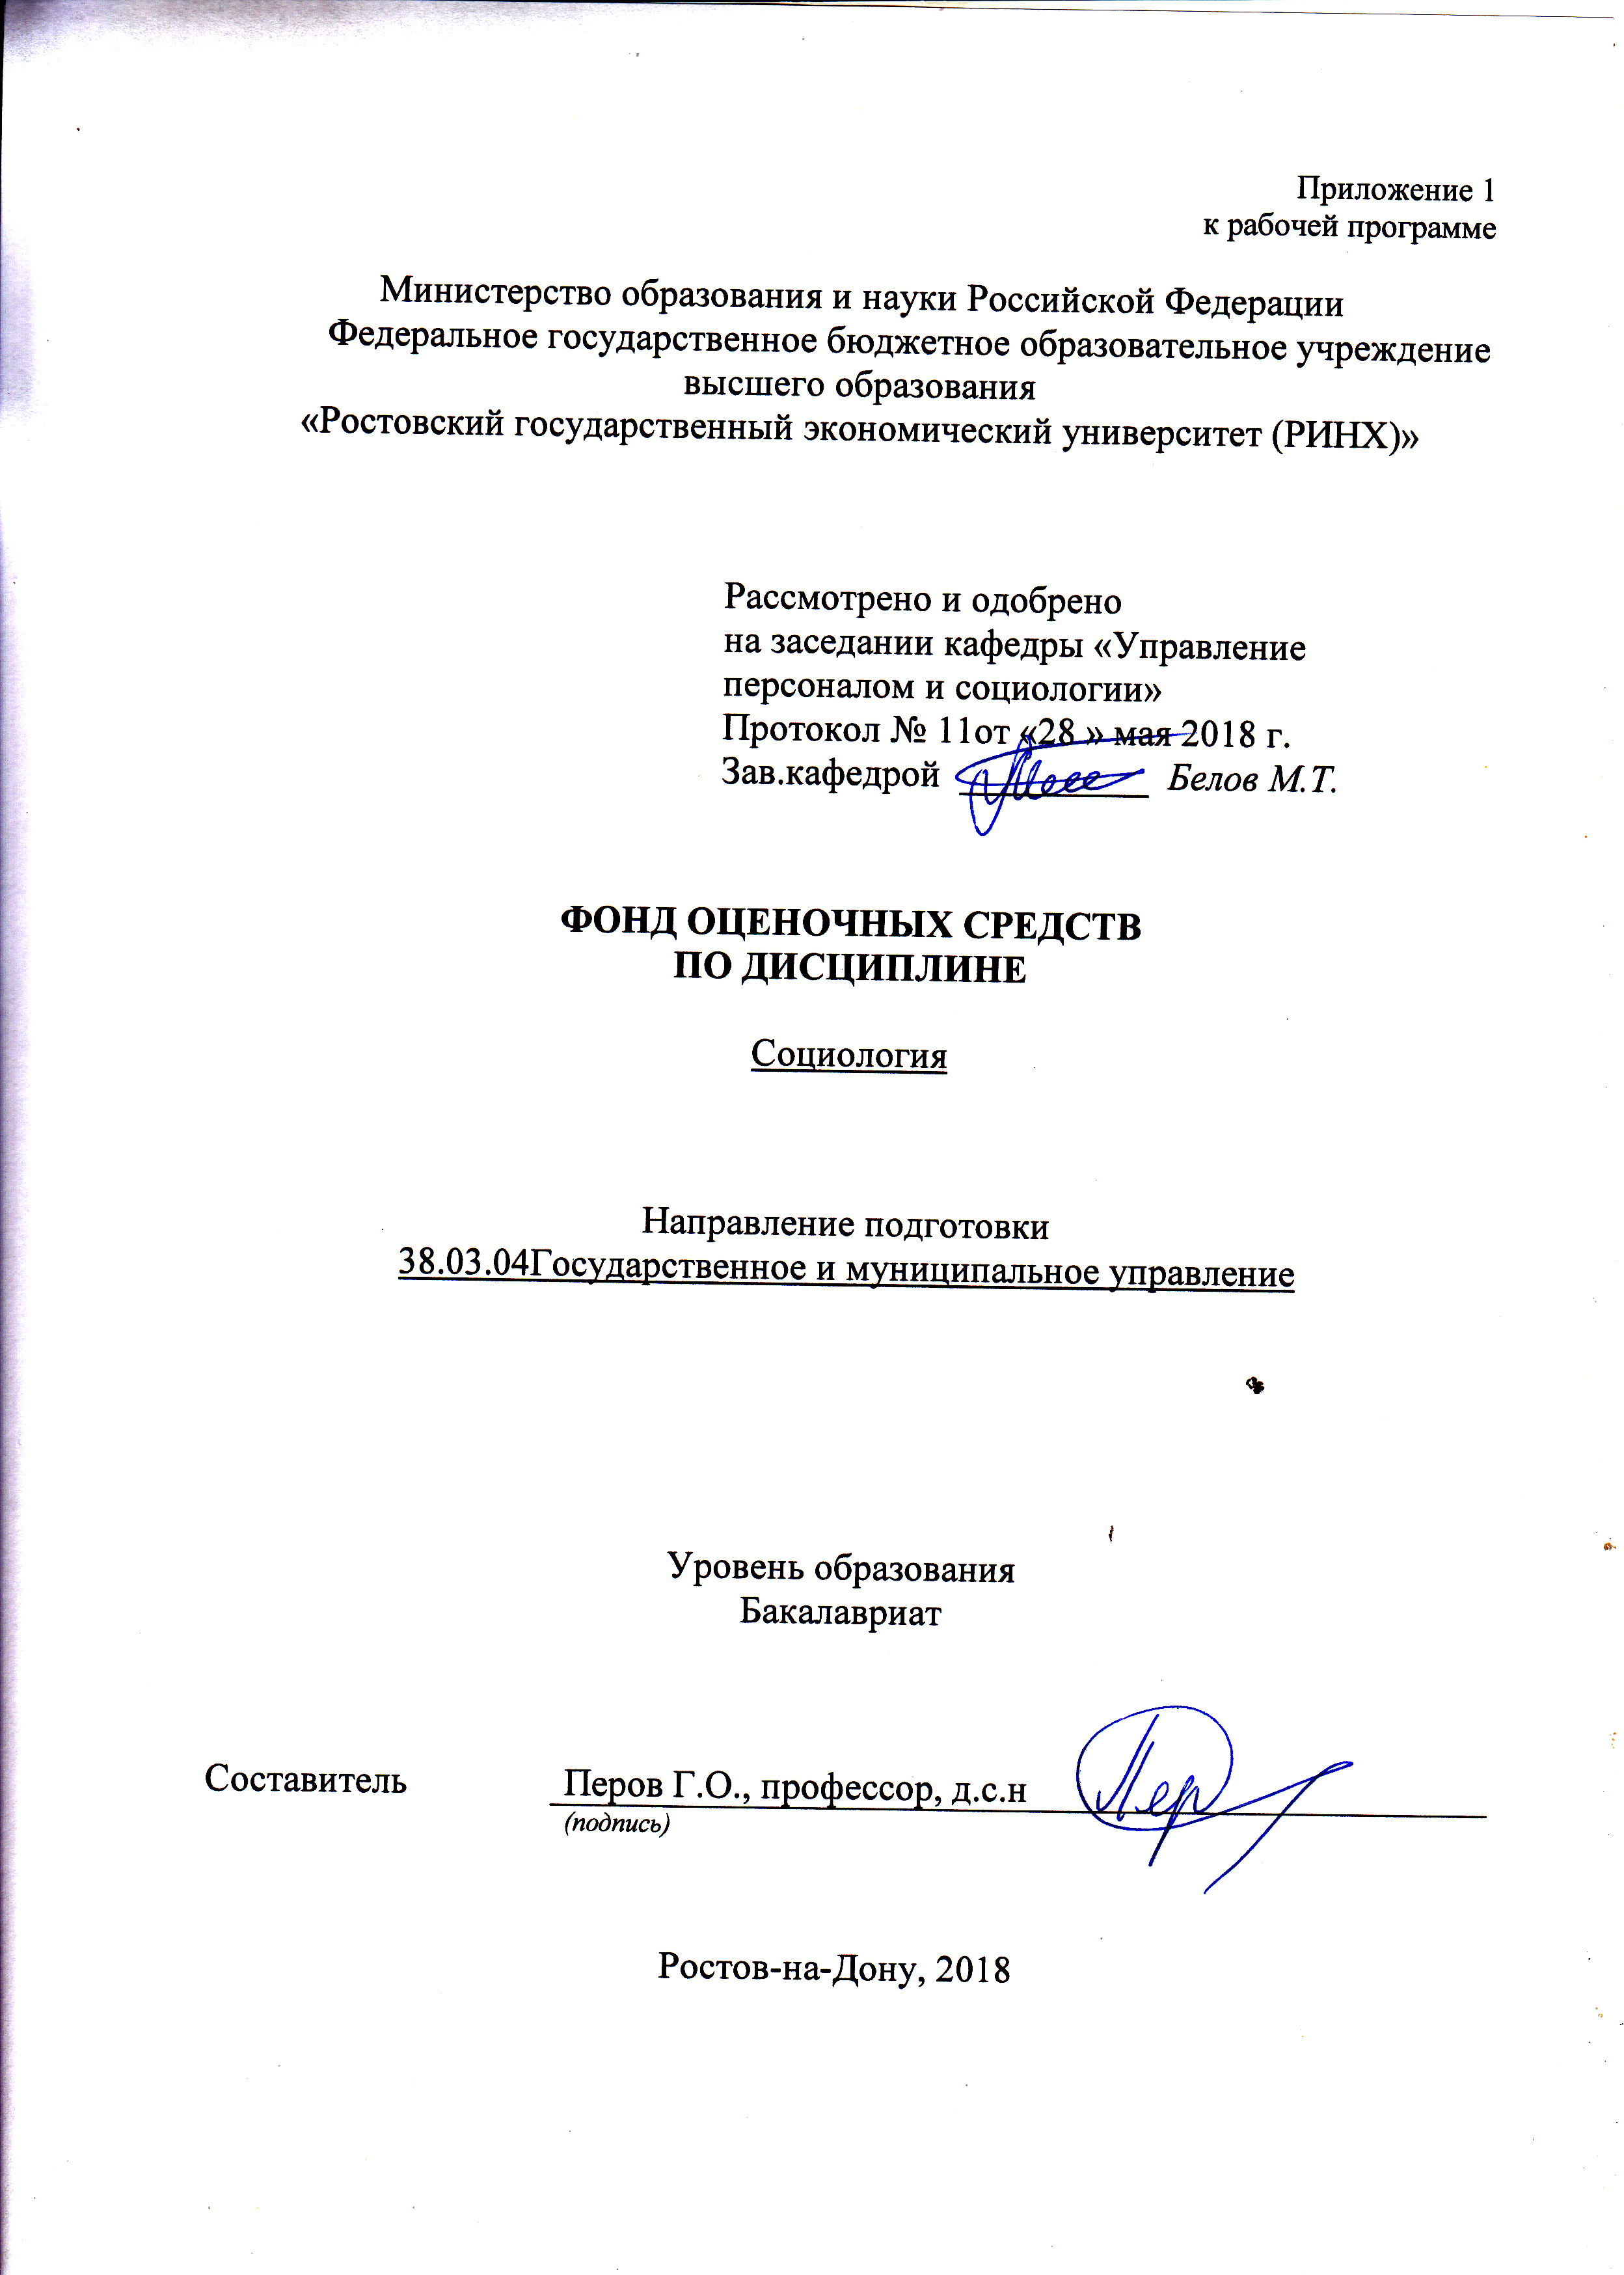 Приложение 1
к рабочей программе
Министерство образования и науки Российской Федерации
Федеральное государственное бюджетное образовательное учреждение
высшего образования
«Ростовский государственный экономический университет (РИНХ)»
Рассмотрено и одобрено
на заседании кафедры «Управление
персоналом и социологии»
Протокол № 11от «28 » мая 2018 г.
Зав.кафедрой Белов М.Т.
ФОНД ОЦЕНОЧНЫХ СРЕДСТВ
ПО ДИСЦИПЛИНЕ
Социология
Направление подготовки
38.03.04Государственное и муниципальное управление
Уровень образования
Бакалавриат
Составитель Перов Г.О., профессор, д.с.н
(подпись)
Ростов-на-Дону, 2018